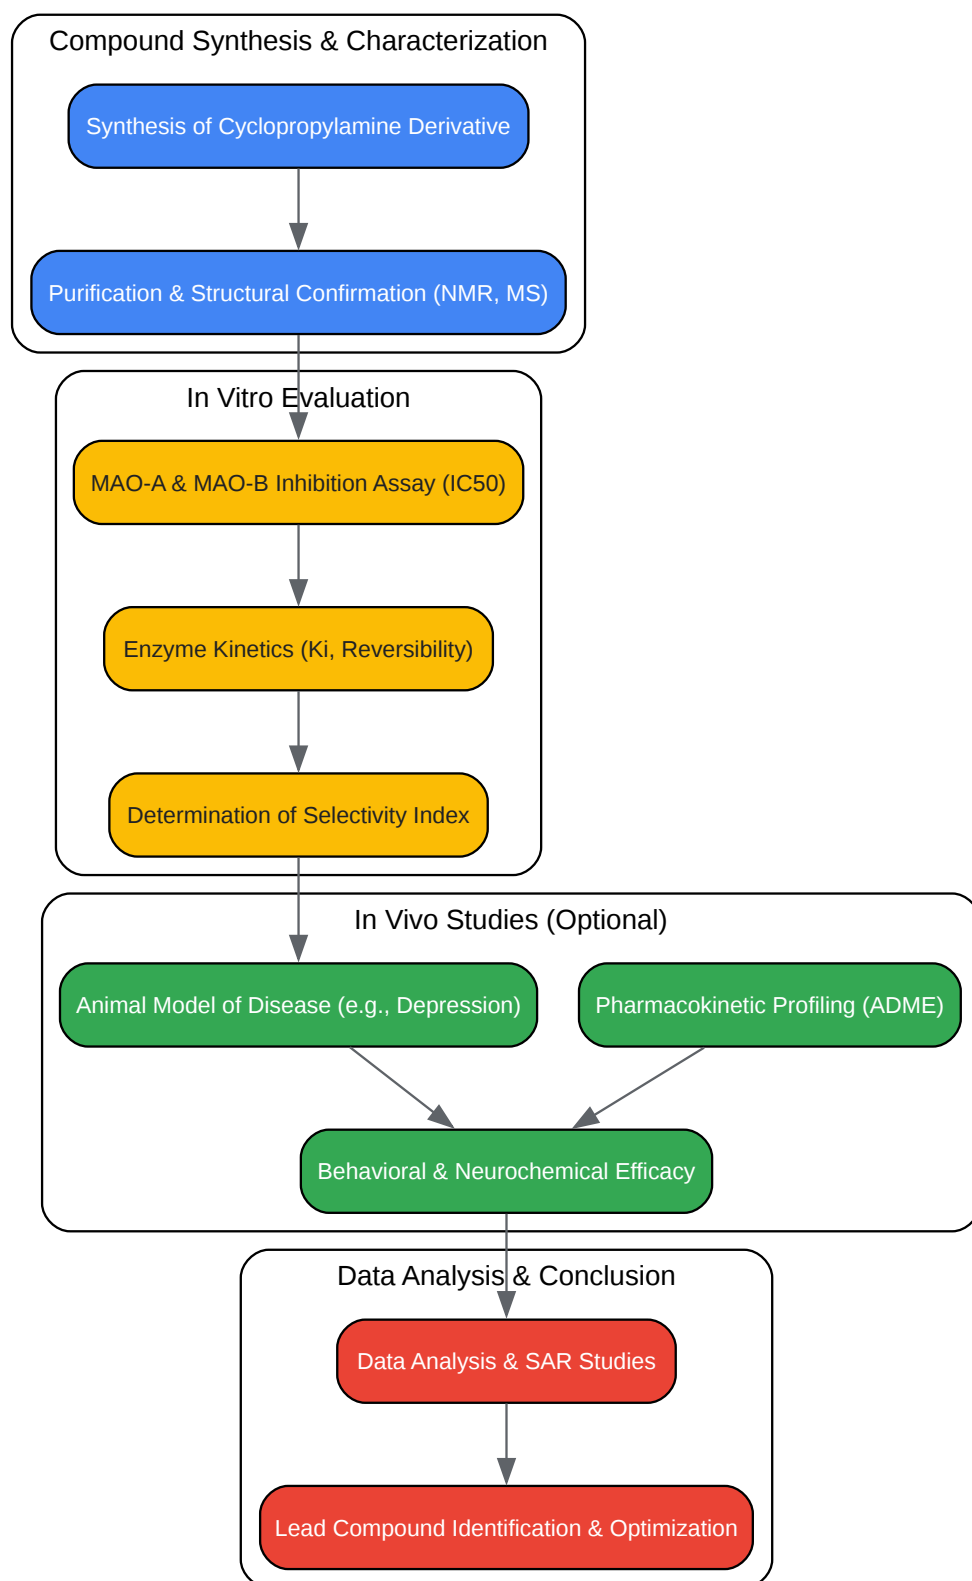 Compound Synthesis & Characterization
Synthesis of Cyclopropylamine Derivative
Purification & Structural Confirmation (NMR, MS)
In Vitro Evaluation
MAO-A & MAO-B Inhibition Assay (IC50)
Enzyme Kinetics (Ki, Reversibility)
Determination of Selectivity Index
In Vivo Studies (Optional)
Animal Model of Disease (e.g., Depression)
Pharmacokinetic Profiling (ADME)
Behavioral & Neurochemical Efficacy
Data Analysis & Conclusion
Data Analysis & SAR Studies
Lead Compound Identification & Optimization